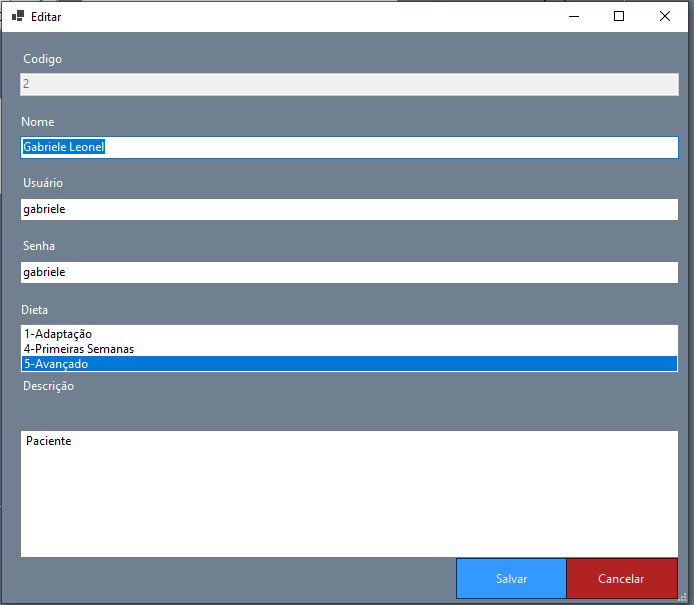 Editar
Codigo
2
Nome
Gabriele Leonel
Usuário
gabriele
Senha
gabriele
Dieta
1-Adaptação
4-Primeiras Semanas
5-Avançado
Descrição
Paciente
Salvar Cancelar